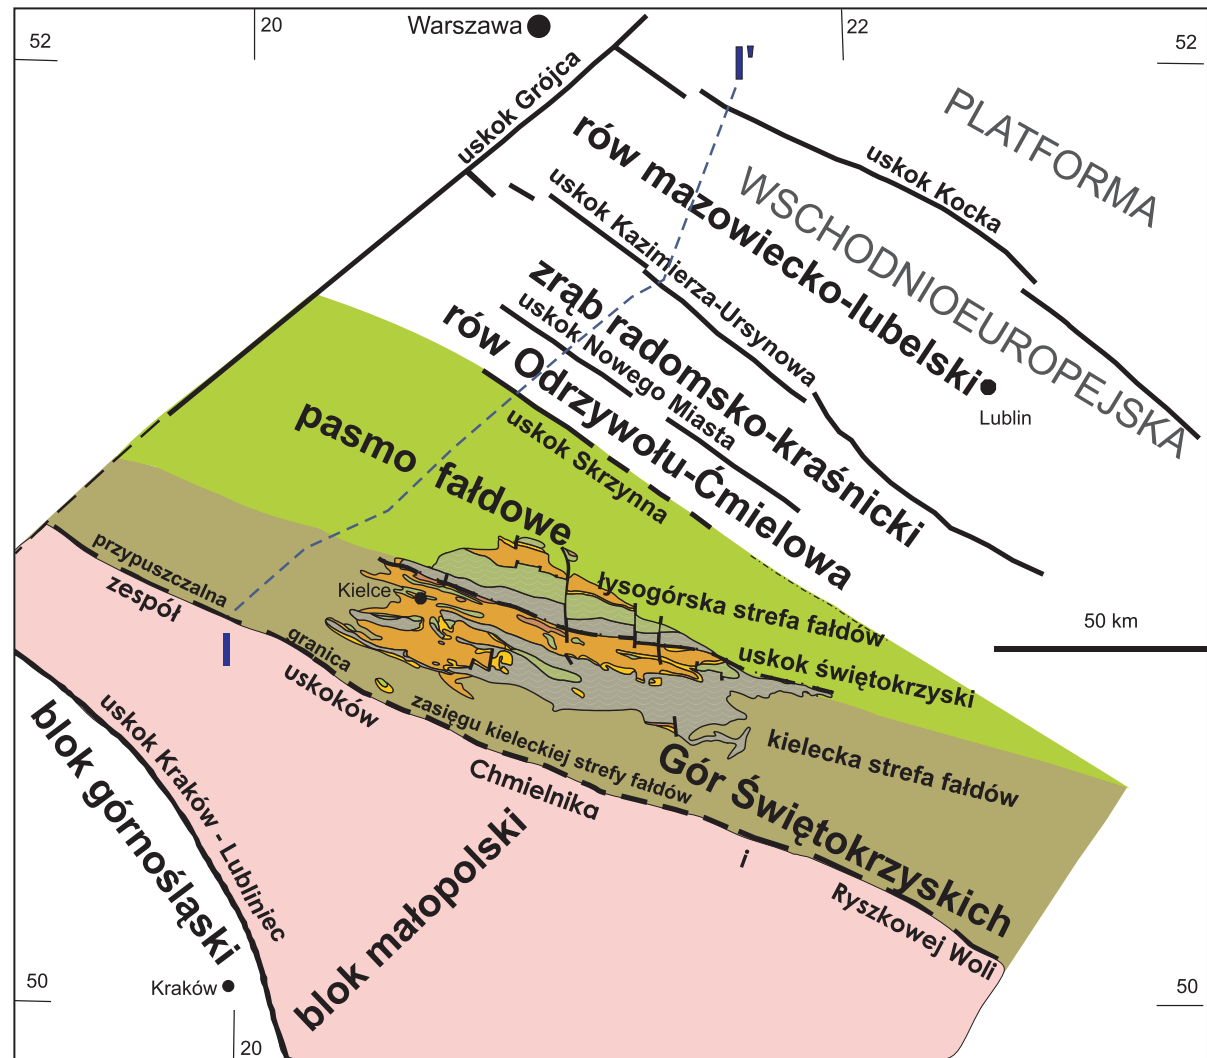 Warszawa
20
22
52
52
I'
uskok Grójca
PLATFORMA
WSCHODNIOEUROPEJSKA
uskok Kocka
rów mazowiecko-lubelski
Lublin
uskok Kazimierza-Ursynowa
zrąb radomsko-kraśnicki
uskok Nowego Miasta
rów Odrzywołu-Ćmielowa
uskok Skrzynna
pasmo fałdowe
Gór Świętokrzyskich
łysogórska strefa fałdów
uskok świętokrzyski
kielecka strefa fałdów
Kielce
50 km
przypuszczalna
granica
zasięgu kieleckiej strefy fałdów
zespół
uskoków
Chmielnika
i
Ryszkowej Woli
I
blok górnośląski
uskok Kraków - Lubliniec
blok małopolski
Kraków
50
50
20